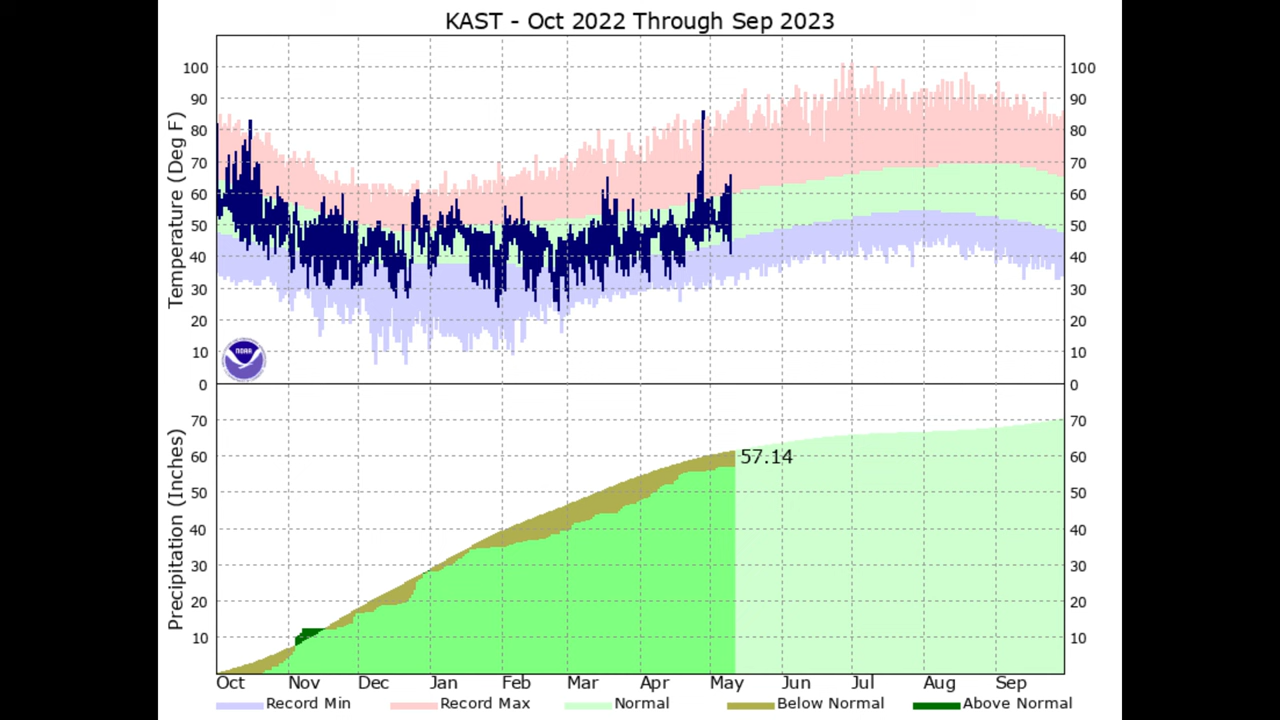 KAST - Oct 2022 Through Sep 2023
Temperature (Deg F)
100 100
90 90
80 80
70 70
60 60
50 50
40 40
30 30
20 20
10 10
0 0
NOAA
Precipitation (Inches)
70 70
60 57.14 60
50 50
40 40
30 30
20 20
10 10
Oct Nov Dec Jan Feb Mar Apr May Jun Jul Aug Sep
Record Min Record Max Normal Below Normal Above Normal